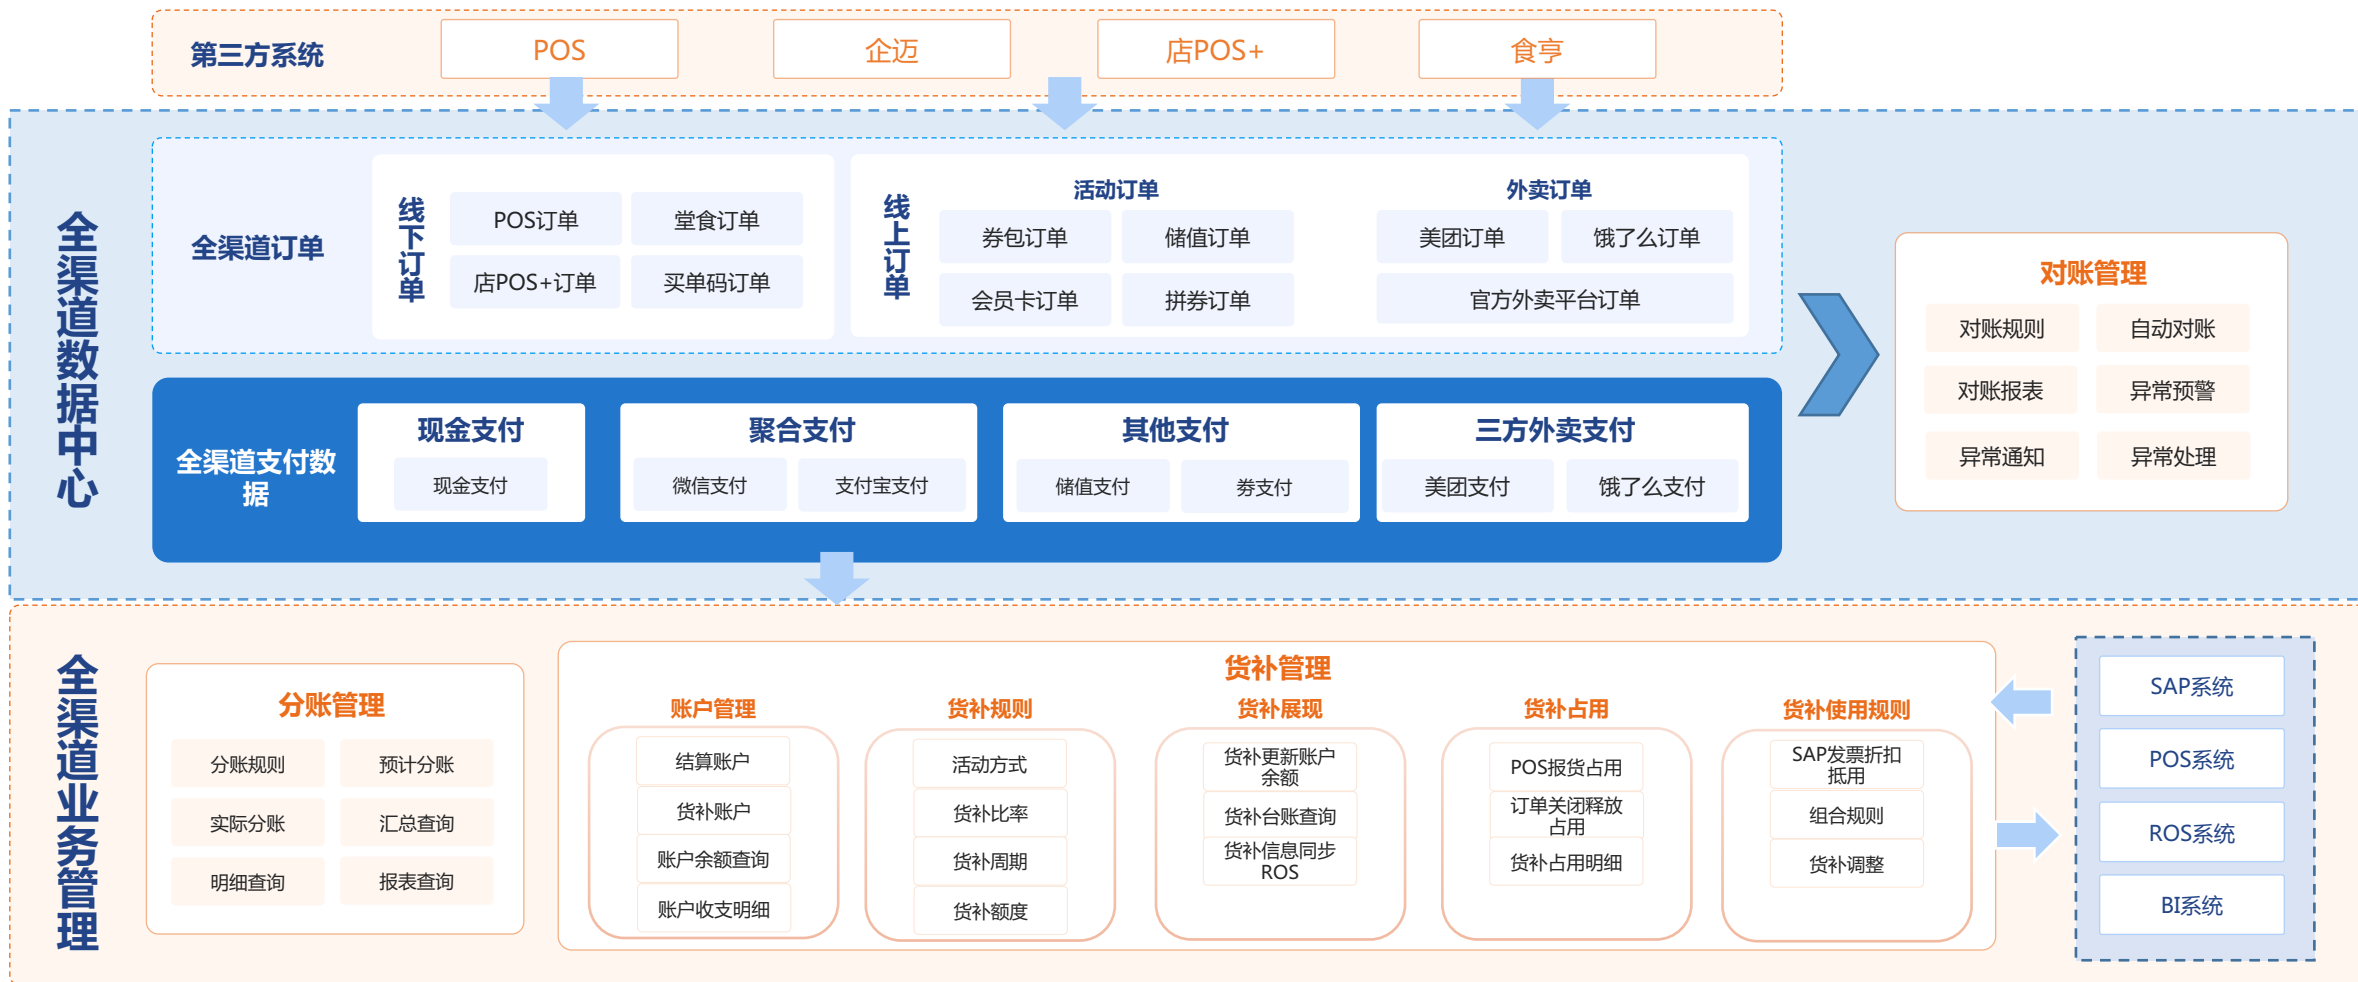 第三方系统
POS
企迈
店POS+
食亨
全渠道数据中心
全渠道订单
线下订单
POS订单
堂食订单
店POS+订单
买单码订单
线上订单
活动订单
券包订单
储值订单
会员卡订单
拼券订单
外卖订单
美团订单
饿了么订单
官方外卖平台订单
全渠道支付数
据
现金支付
现金支付
聚合支付
微信支付
支付宝支付
其他支付
储值支付
券支付
三方外卖支付
美团支付
饿了么支付
对账管理
对账规则
自动对账
对账报表
异常预警
异常通知
异常处理
全渠道业务管理
分账管理
分账规则
预计分账
实际分账
汇总查询
明细查询
报表查询
货补管理
账户管理
结算账户
货补账户
账户余额查询
账户收支明细
货补规则
活动方式
货补比率
货补周期
货补额度
货补展现
货补更新账户
余额
货补台账查询
货补信息同步
ROS
货补占用
POS报货占用
订单关闭释放
占用
货补占用明细
货补使用规则
SAP发票折扣
抵用
组合规则
货补调整
SAP系统
POS系统
ROS系统
BI系统